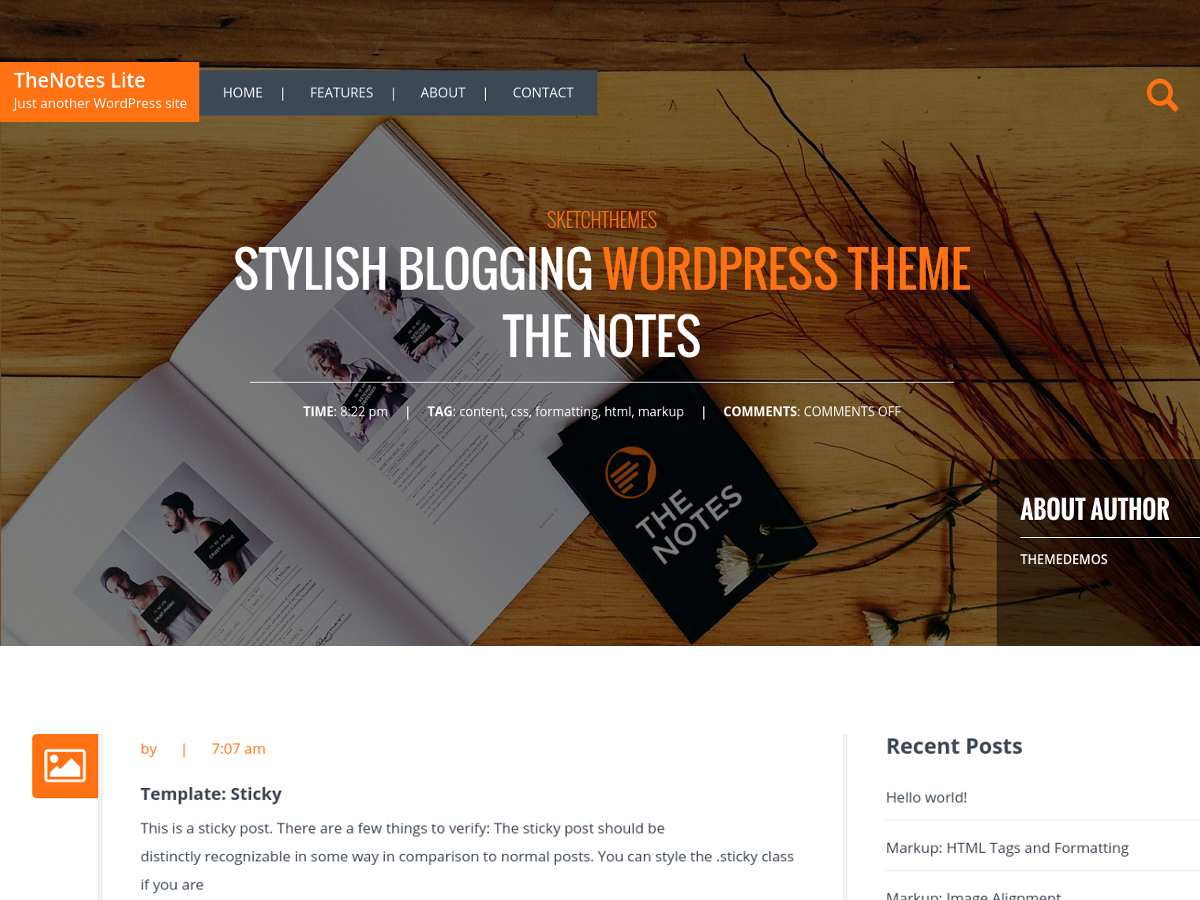 TheNotes Lite
Just another WordPress site
HOME | FEATURES | ABOUT | CONTACT
SKETCHTHEMES
STYLISH BLOGGING WORDPRESS THEME
THE NOTES
TIME: 8:22 pm | TAG: content, css, formatting, html, markup | COMMENTS: COMMENTS OFF
THE
NOTES
ABOUT AUTHOR
THEMEDEMOS
by | 7:07 am
Template: Sticky
This is a sticky post. There are a few things to verify: The sticky post should be
distinctly recognizable in some way in comparison to normal posts. You can style the .sticky class
if you are
Recent Posts
Hello world!
Markup: HTML Tags and Formatting
Markup: Image Alignment